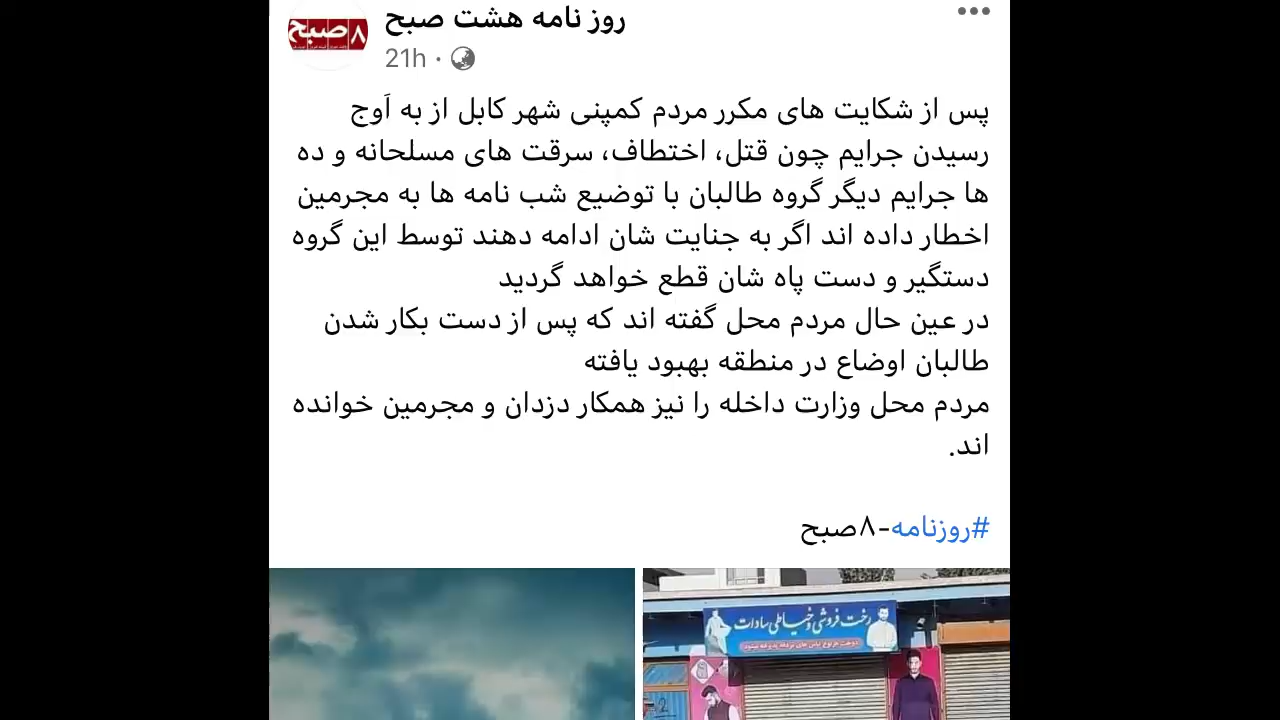 روز نامه هشت صبح
۸صبح
21h ·
پس از شکایت های مکرر مردم کمپنی شهر کابل از به اَوج
رسیدن جرایم چون قتل، اختطاف، سرقت های مسلحانه و ده
ها جرایم دیگر گروه طالبان با توضیع شب نامه ها به مجرمین
اخطار داده اند اگر به جنایت شان ادامه دهند توسط این گروه
دستگیر و دست پاه شان قطع خواهد گردید
در عین حال مردم محل گفته اند که پس از دست بکار شدن
طالبان اوضاع در منطقه بهبود یافته
مردم محل وزارت داخله را نیز همکار دزدان و مجرمین خوانده
اند.
#روزنامه-۸صبح
رخت فروشی و خیاطی سادات